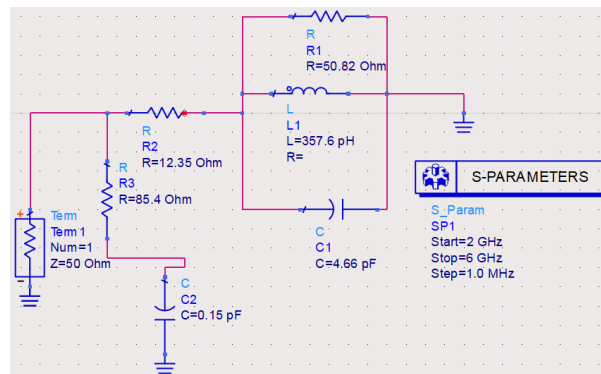 R
R1
R=50.82 Ohm
L
L1
L=357.6 pH
R=
R
R2
R=12.35 Ohm
R
R3
R=85.4 Ohm
S-PARAMETERS
S_Param
SP1
Start=2 GHz
Stop=6 GHz
Step=1.0 MHz
+
Term
Term1
Num=1
Z=50 Ohm
-
C
C1
C=4.66 pF
C
C2
C=0.15 pF